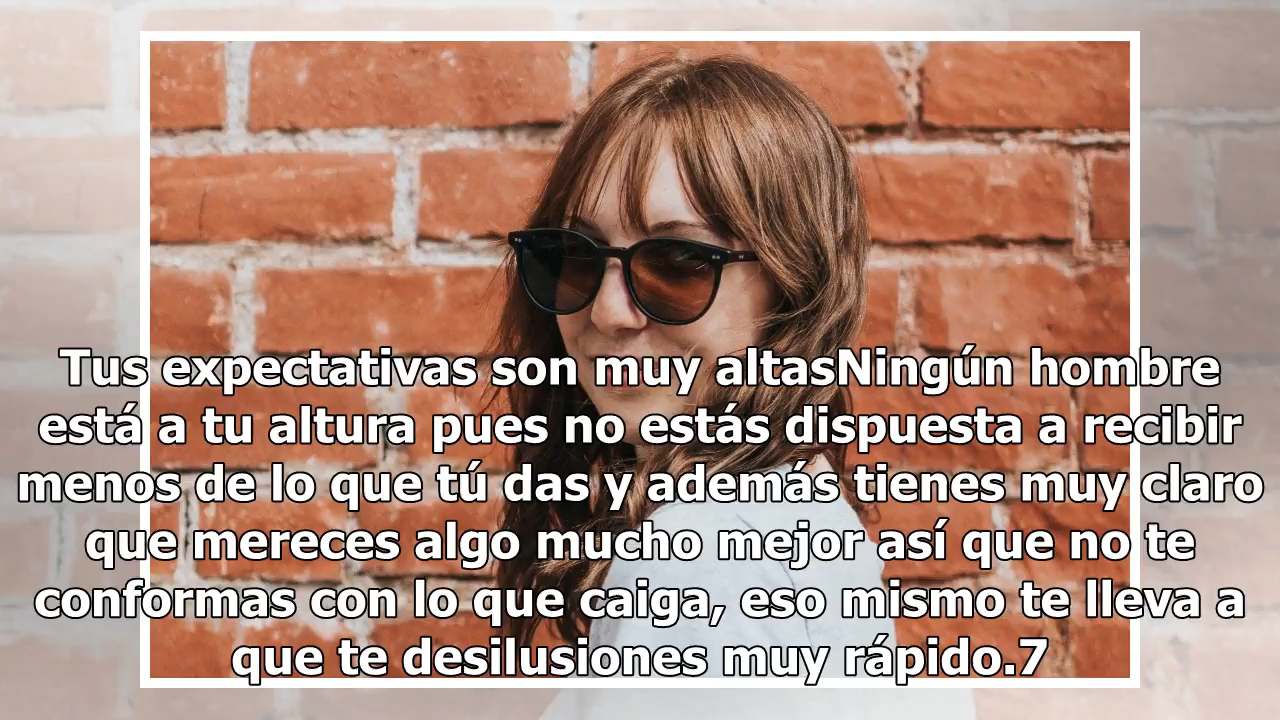 Tus expectativas son muy altasNingún hombre
está a tu altura pues no estás dispuesta a recibir
menos de lo que tú das y además tienes muy claro
que mereces algo mucho mejor así que no te
conformas con lo que caiga, eso mismo te lleva a
que te desilusiones muy rápido.7